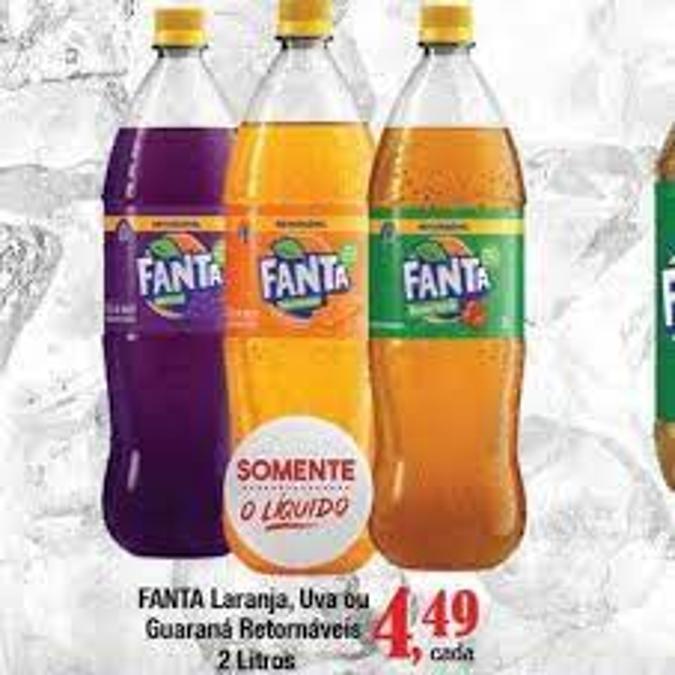 FANTA
FANTA
FANTA
SOMENTE
O LÍQUIDO
FANTA Laranja, Uva ou
Guaraná Retornáveis
2 Litros
4,49
cada